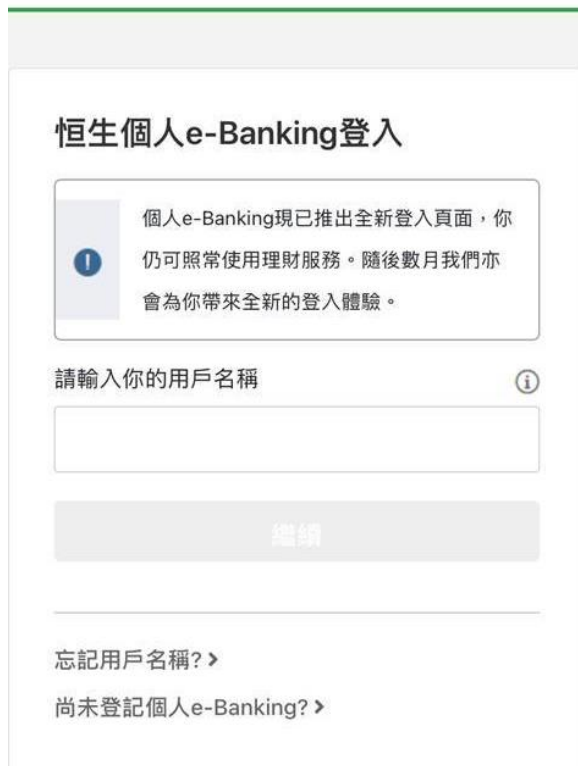 恒生個人e-Banking登入
個人e-Banking現已推出全新登入頁面，你
仍可照常使用理財服務。隨後數月我們亦
會為你帶來全新的登入體驗。
請輸入你的用戶名稱
繼續
忘記用戶名稱?
尚未登記個人e-Banking?